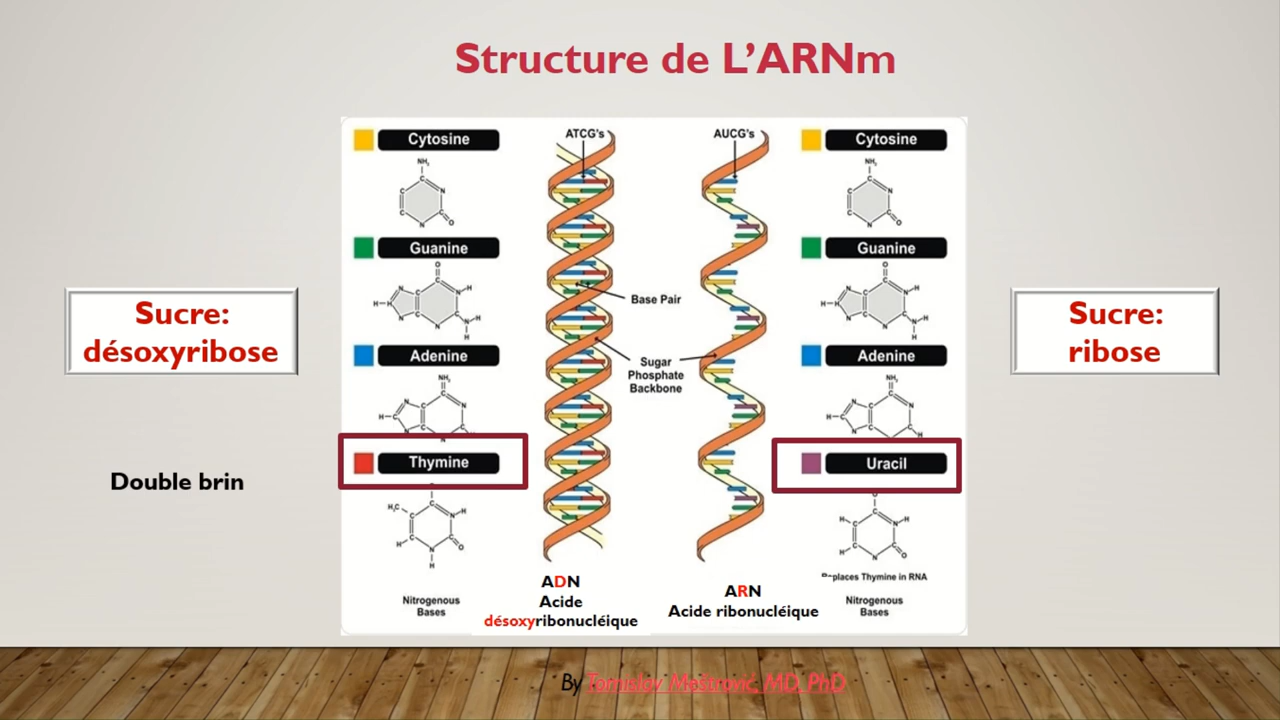 Structure de L'ARNm
Cytosine
ATCG's
AUCG's
Cytosine
NH₂
C
C
N
C
C
N
O
NH₂
C
C
N
C
C
N
O
Guanine
Guanine
Base Pair
Sucre:
désoxyribose
Sucre:
ribose
Adenine
Sugar
Phosphate
Backbone
Adenine
Thymine
Uracil
Double brin
ADN
Acide
désoxyribonucléique
ARN
Acide ribonucléique
places Thymine in RNA
Nitrogenous
Bases
Nitrogenous
Bases
By Tomislav Meštrović, MD, PhD